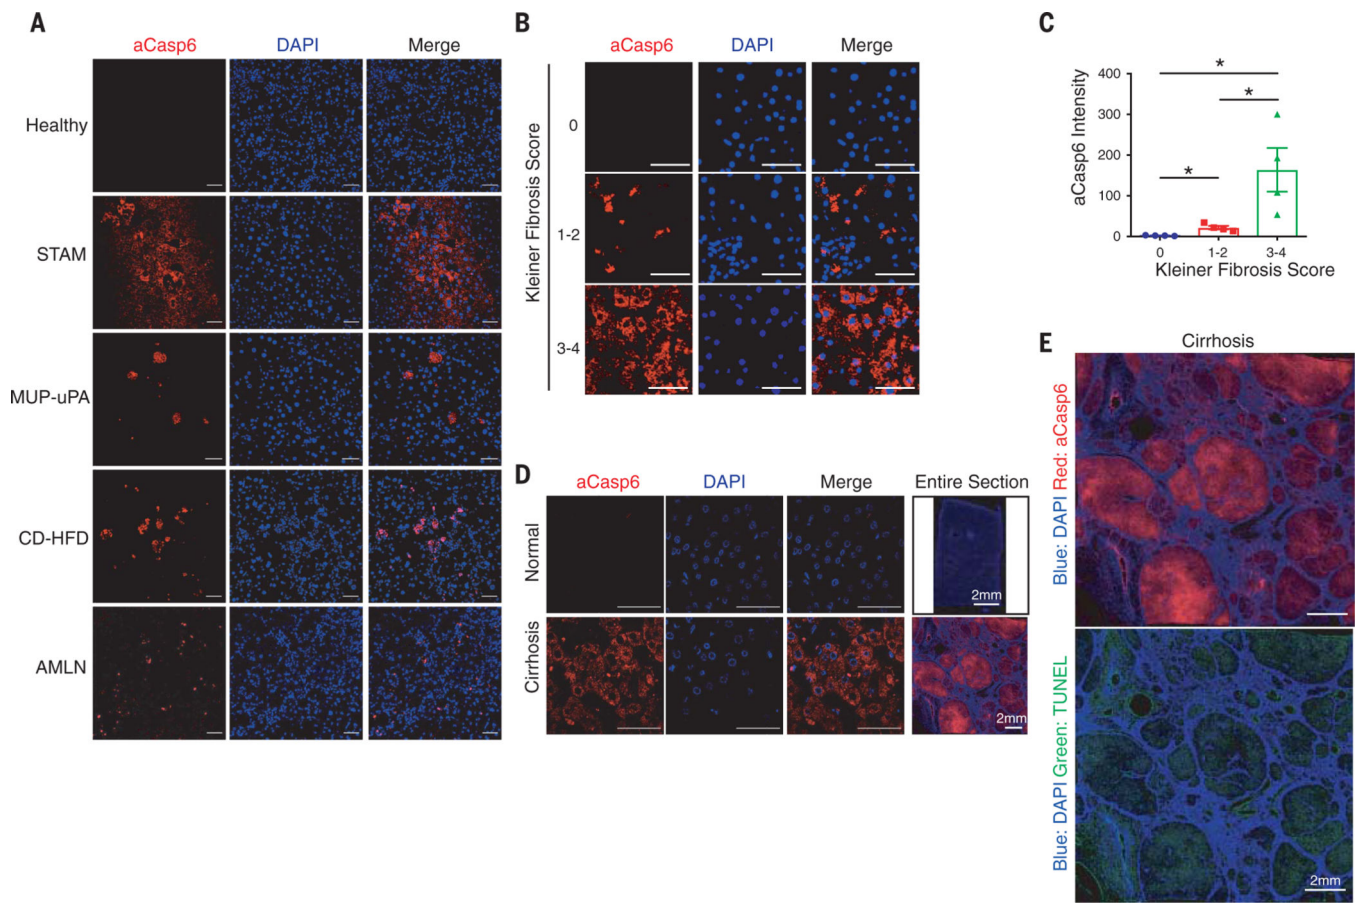 A
aCasp6 DAPI Merge
Healthy
STAM
MUP-uPA
CD-HFD
AMLN
B
aCasp6 DAPI Merge
Kleiner Fibrosis Score
0
1-2
3-4
C
aCasp6 Intensity
400
300
200
100
0
*
*
*
0 1-2 3-4
Kleiner Fibrosis Score
D
aCasp6 DAPI Merge Entire Section
Normal
2mm
Cirrhosis
2mm
E
Cirrhosis
Blue: DAPI Red: aCasp6
Blue: DAPI Green: TUNEL
2mm